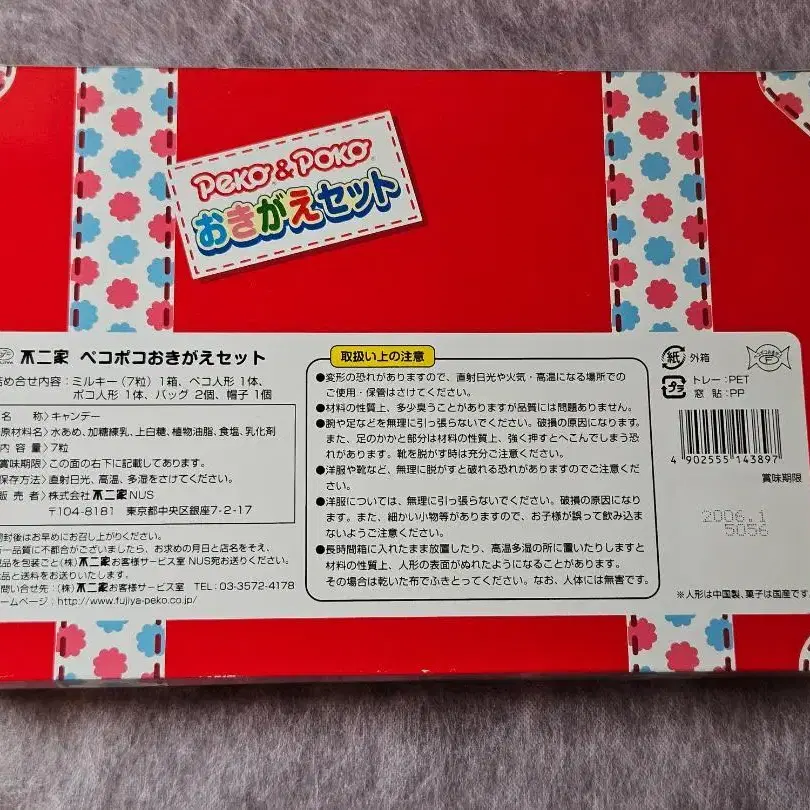 Peko & Poko
おきがえセット
不二家 ペコポコおきがえセット
詰め合せ内容：ミルキー（7粒）1箱、ペコ人形 1体、
ポコ人形 1体、バッグ 2個、帽子 1個
名 称）キャンデー
原材料名）水あめ、加糖練乳、上白糖、植物油脂、食塩、乳化剤
内 容 量）7粒
賞味期限）この面の右下に記載してあります。
保存方法）直射日光、高温、多湿をさけてください。
販 売 者）株式会社 不二家 NUS
〒104-8181 東京都中央区銀座7-2-17
開封後はお早めにお召し上がりください。
万一品質に不都合がございましたら、お求めの月日と店名をそえ、
現品を包装ごと（株）不二家お客様サービス室 NUS宛お送りください。
代品と送料をお送りいたします。
お問い合せ先：（株）不二家お客様サービス室 TEL：03-3572-4178
ホームページ：http://www.fujiya-peko.co.jp/
取扱い上の注意
●変形の恐れがありますので、直射日光や火気・高温になる場所での
ご使用・保管はさけてください。
●材料の性質上、多少臭うことがありますが品質には問題ありません。
●腕や足などを無理に引っ張らないでください。破損の原因になります。
また、足のかかと部分は材料の性質上、強く押すとへこんでしまう恐
れがあります。靴を脱がす時は充分ご注意ください。
●洋服や靴など、無理に脱がすと破れる恐れがありますのでご注意くだ
さい。
●洋服については、無理に引っ張らないでください。破損の原因になり
ます。また、細かい小物等がありますので、お子様が誤って飲み込ま
ないようご注意ください。
●長時間箱に入れたまま放置したり、高温多湿の所に置いたりしますと
材料の性質上、人形の表面がぬれたようになることがあります。
その場合は乾いた布でふきとってください。なお、人体には無害です。
紙 外箱
プラ トレー：PET
窓 貼：PP
4 902555 143897
賞味期限
2006.1
5056
※人形は中国製、菓子は国産です。